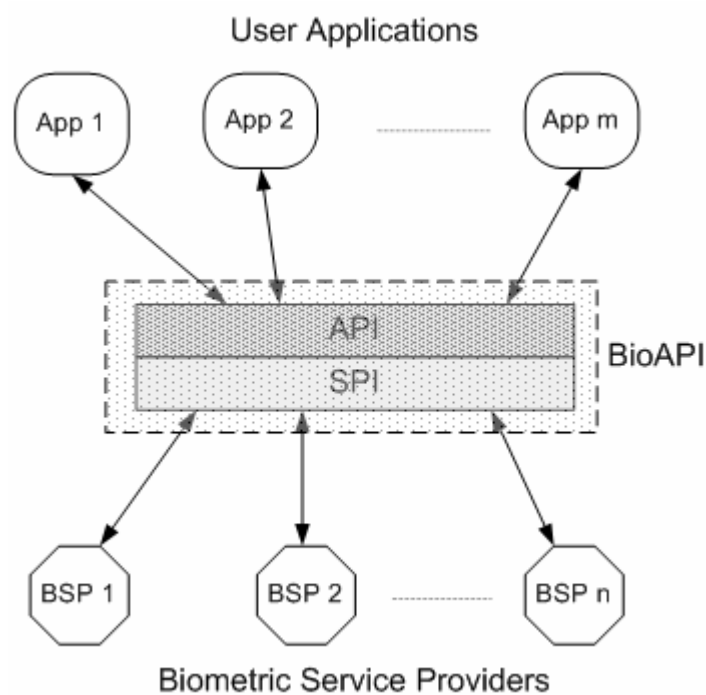 User Applications
App 1
App 2
App m
API
SPI
BioAPI
BSP 1
BSP 2
BSP n
Biometric Service Providers